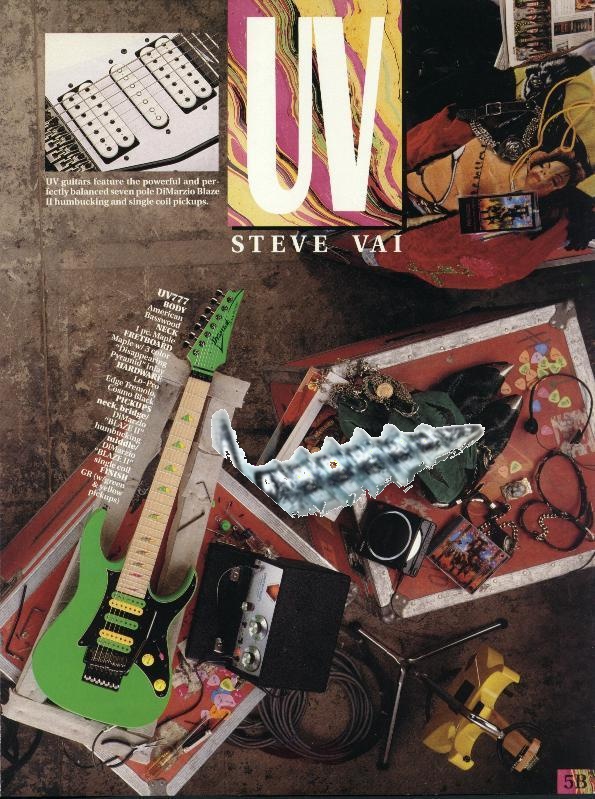 UV
STEVE VAI
UV guitars feature the powerful and per-
fectly balanced seven pole DiMarzio Blaze
II humbucking and single coil pickups.
UV777
BODY
American
Basswood
NECK
1 pc. Maple
FRETBOARD
Maple w/3 color
"Disappearing
Pyramid" inlay
HARDWARE
Lo-Pro
Edge Tremolo,
Cosmo Black
PICKUPS
neck, bridge/
DiMarzio
"BLAZE II"
humbucking
middle/
DiMarzio
"BLAZE II"
single coil
FINISH
GR (w/green
& yellow
pickups)
Ibanez
5B